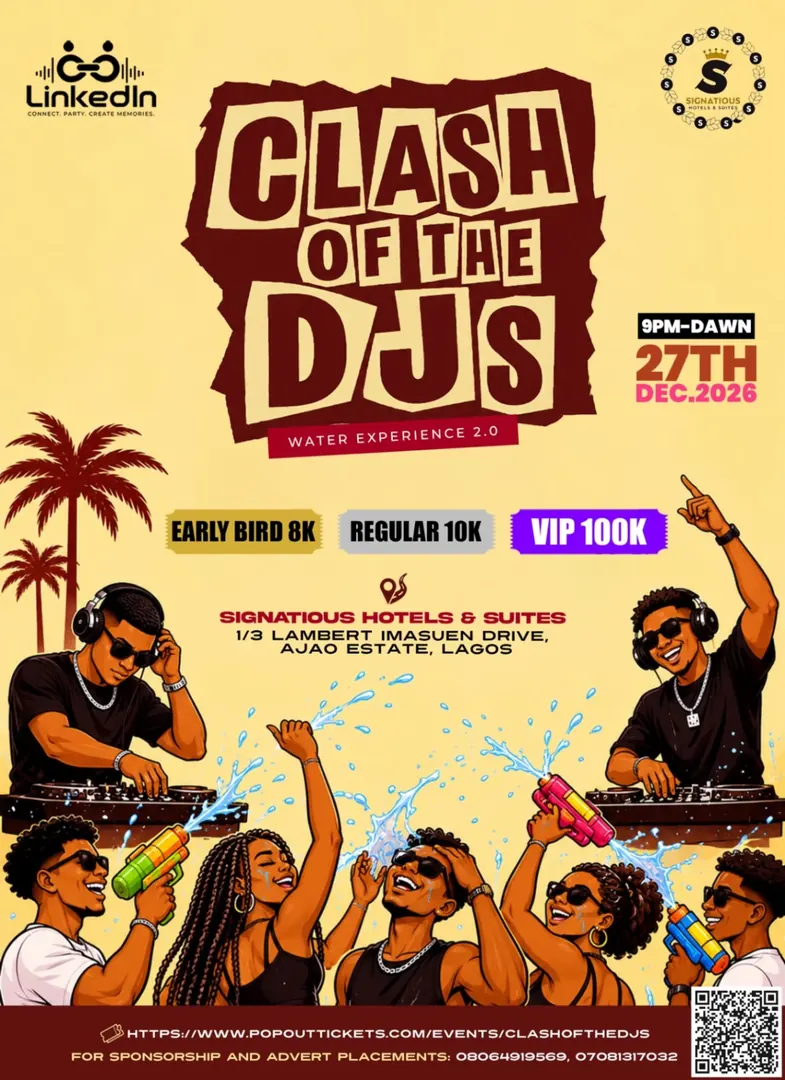 LinkedIn
CONNECT. PARTY. CREATE MEMORIES.
S
SIGNATIOUS
HOTELS & SUITES
CLASH
OF THE
DJS
WATER EXPERIENCE 2.0
9PM-DAWN
27TH
DEC.2026
EARLY BIRD 8K
REGULAR 10K
VIP 100K
SIGNATIOUS HOTELS & SUITES
1/3 LAMBERT IMASUEN DRIVE,
AJAO ESTATE, LAGOS
HTTPS://WWW.POPOUTTICKETS.COM/EVENTS/CLASHOFTHEDJS
FOR SPONSORSHIP AND ADVERT PLACEMENTS: 08064919569, 07081317032